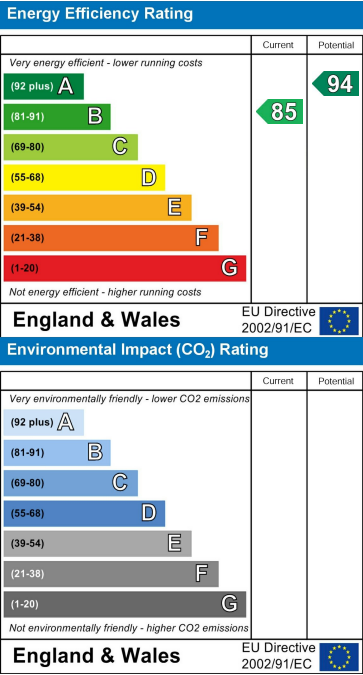 Energy Efficiency Rating
Current Potential
Very energy efficient - lower running costs
(92 plus) A
94
(81-91) B
85
(69-80) C
(55-68) D
(39-54) E
(21-38) F
(1-20) G
Not energy efficient - higher running costs
England & Wales
EU Directive
2002/91/EC
Environmental Impact (CO₂) Rating
Current Potential
Very environmentally friendly - lower CO2 emissions
(92 plus) A
(81-91) B
(69-80) C
(55-68) D
(39-54) E
(21-38) F
(1-20) G
Not environmentally friendly - higher CO2 emissions
England & Wales
EU Directive
2002/91/EC